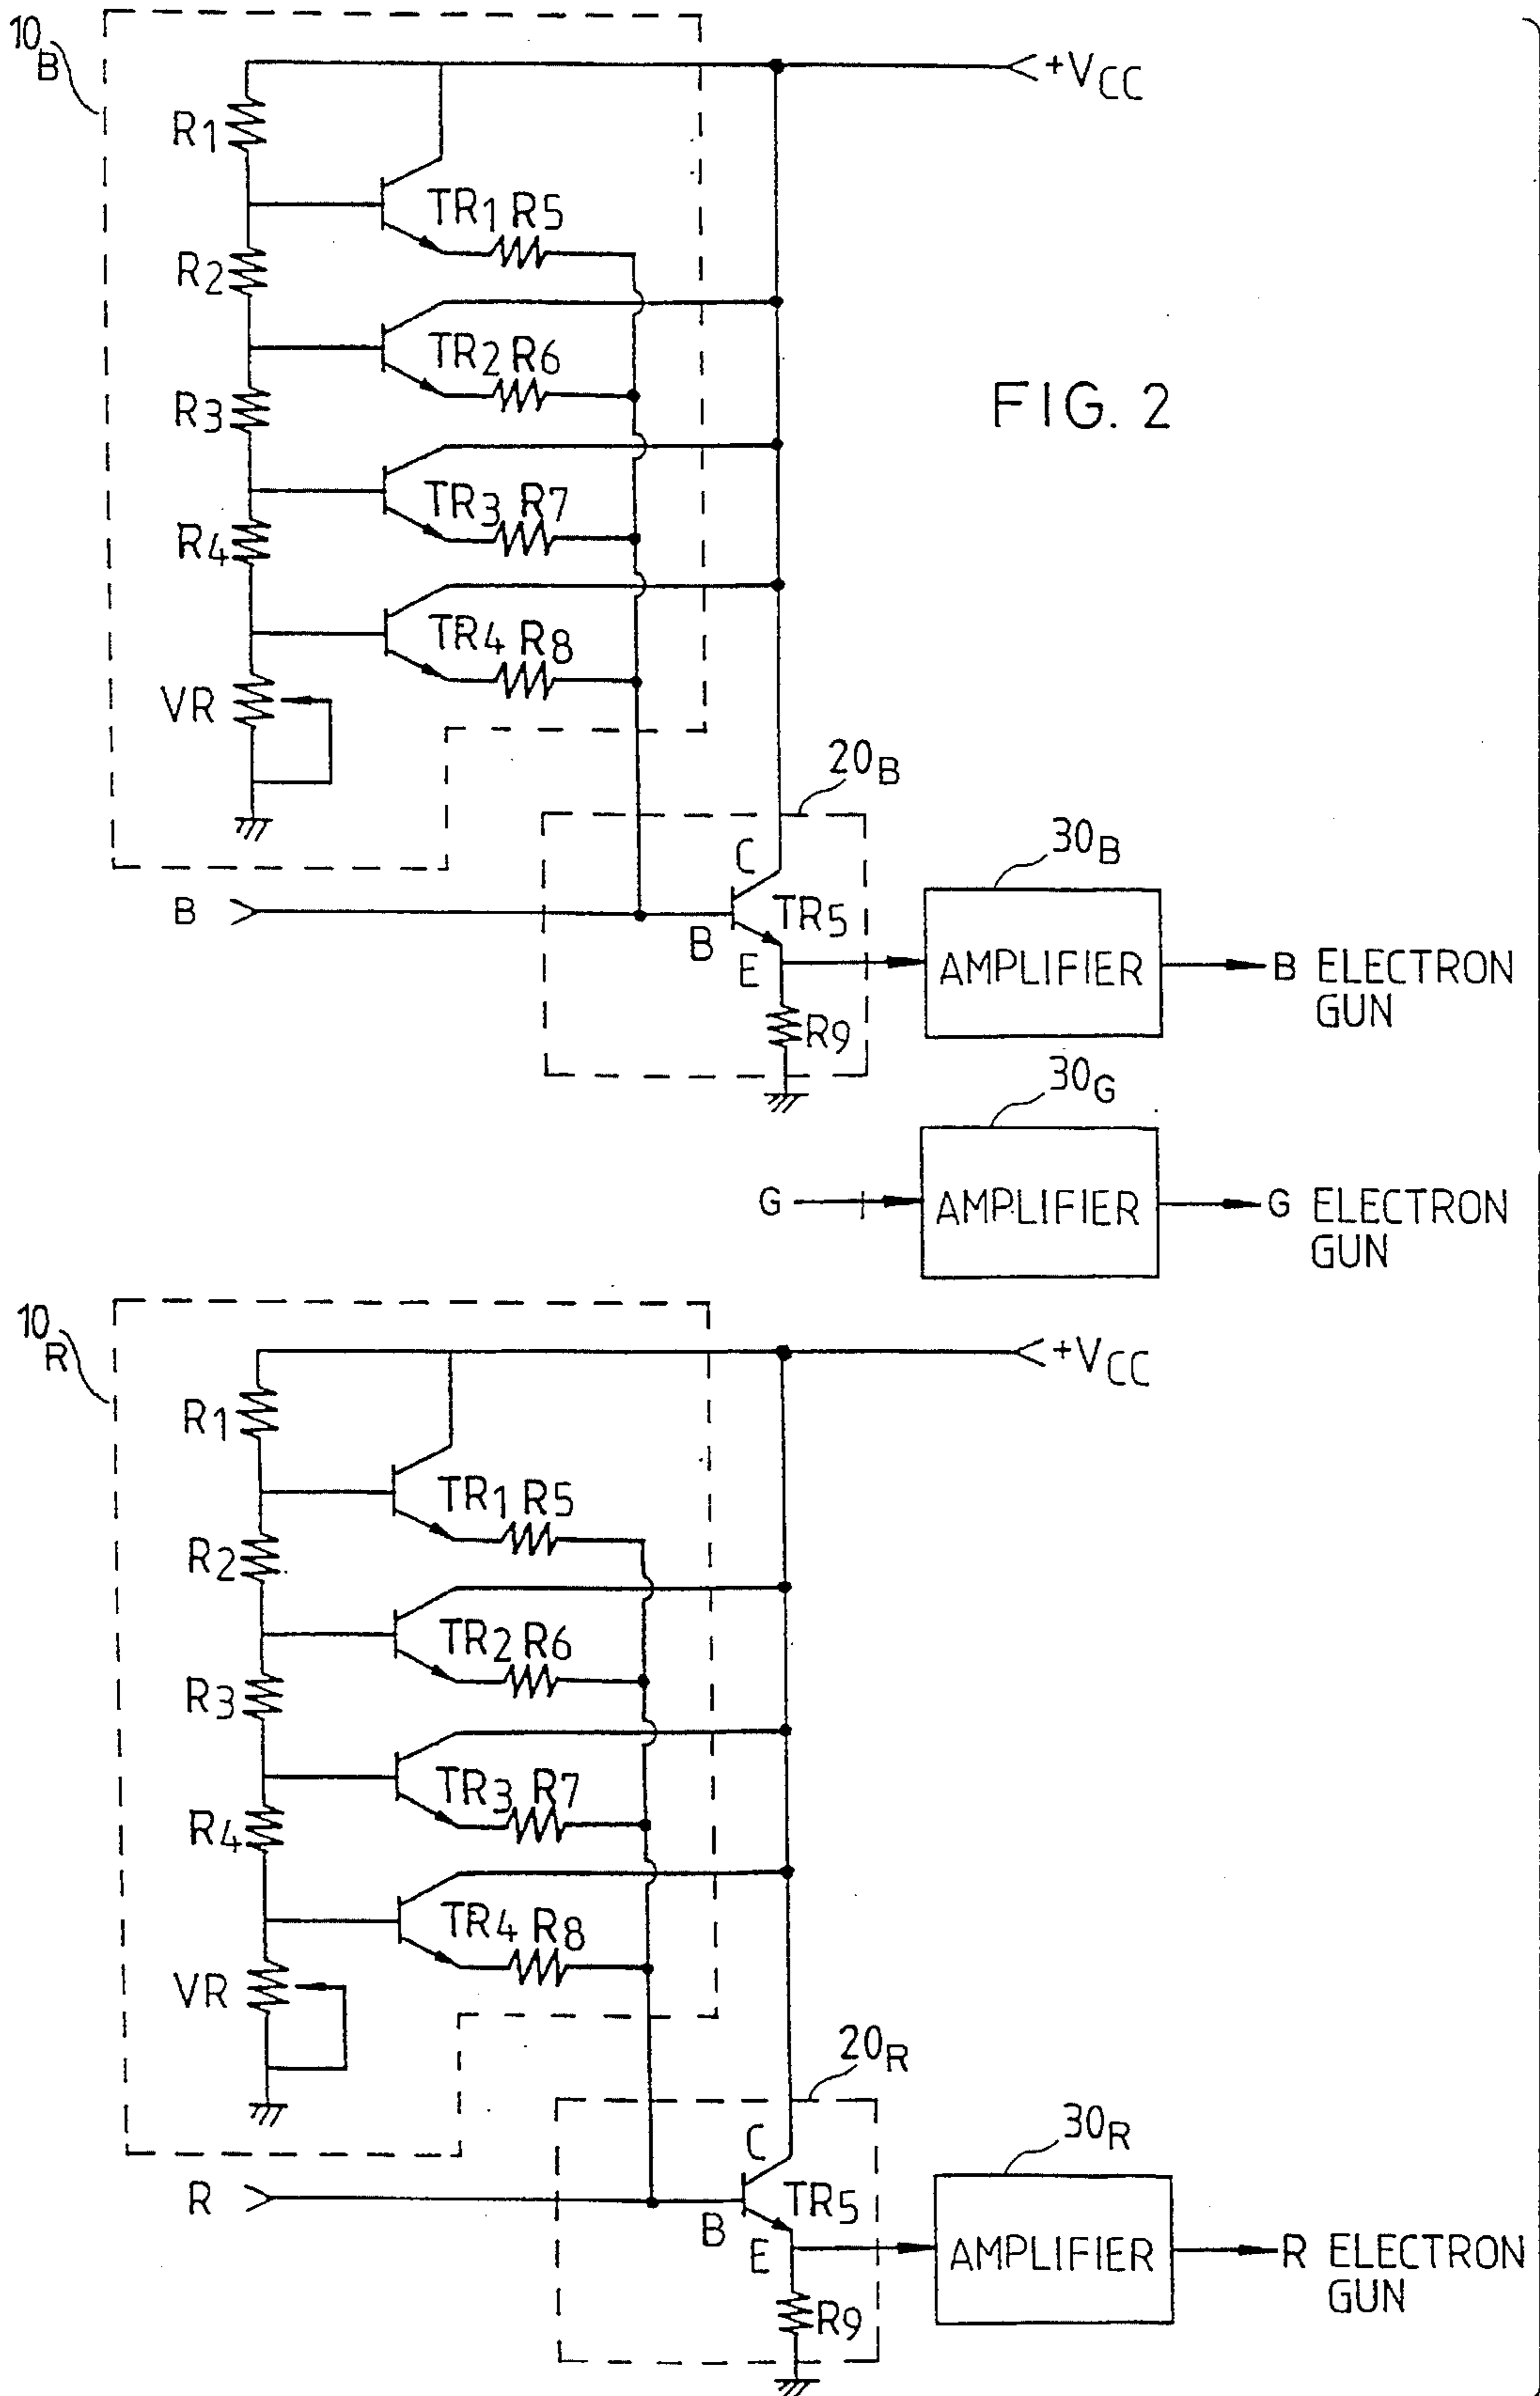 10B
+VCC
R1
TR1 R5
R2
TR2 R6
FIG. 2
R3
TR3 R7
R4
TR4 R8
VR
20B
C
30B
B
TR5
B
E
AMPLIFIER
B ELECTRON
GUN
R9
30G
G
AMPLIFIER
G ELECTRON
GUN
10R
+VCC
R1
TR1 R5
R2
TR2 R6
R3
TR3 R7
R4
TR4 R8
VR
20R
C
30R
R
TR5
B
E
AMPLIFIER
R ELECTRON
GUN
R9